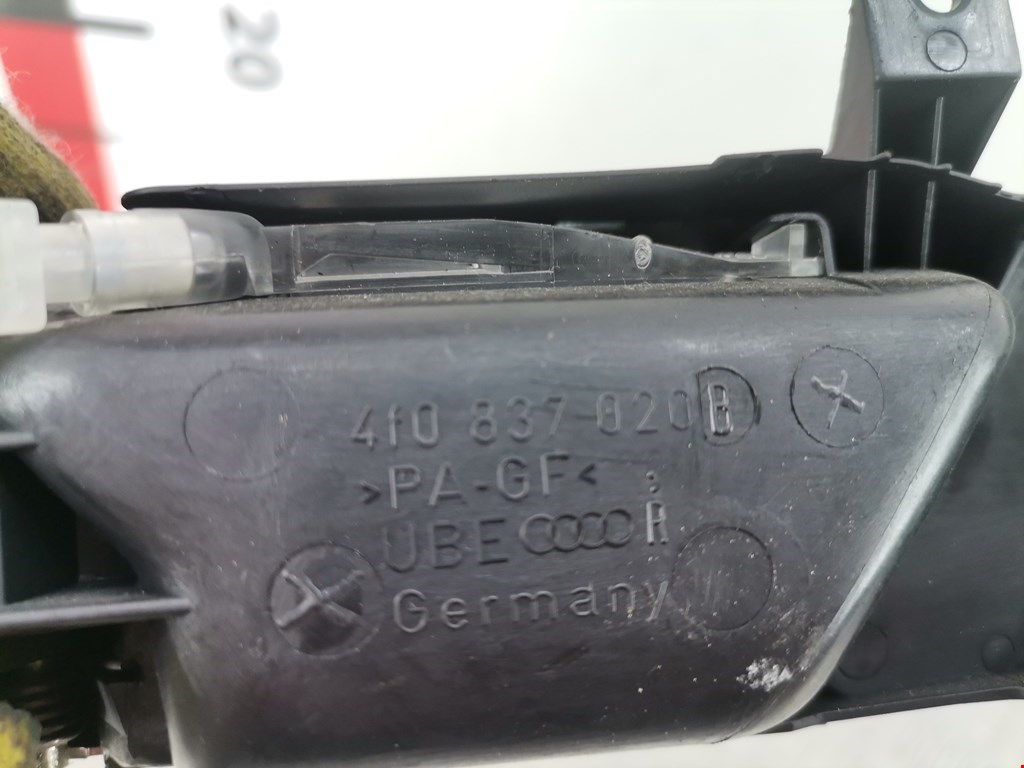 20
4f0 837 020 B
>PA-GF<
UBE R
Germany